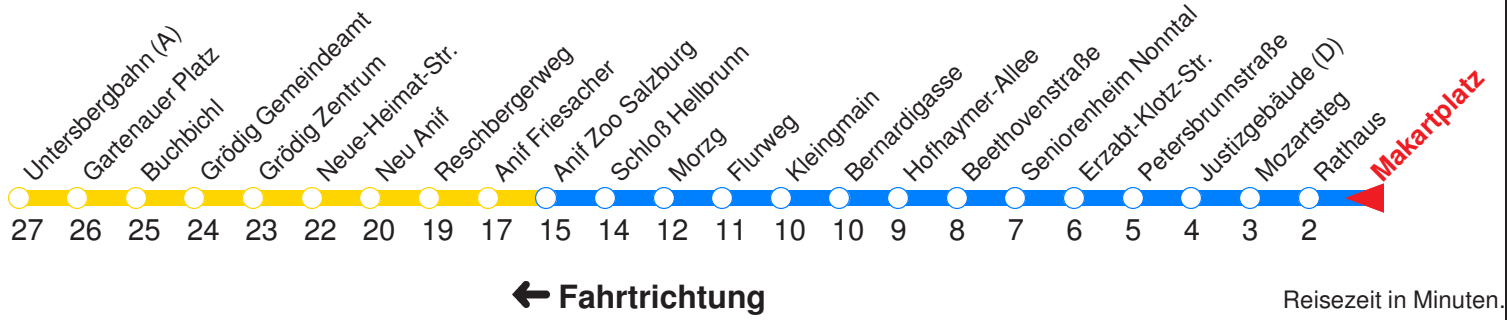 Untersbergbahn (A)
Gartenauer Platz
Buchbichl
Grödig Gemeindeamt
Grödig Zentrum
Neue-Heimat-Str.
Neu Anif
Reschbergerweg
Anif Friesacher
Anif Zoo Salzburg
Schloß Hellbrunn
Morzg
Flurweg
Kleingmain
Bernardigasse
Hofhaymer-Allee
Beethovenstraße
Seniorenheim Nonntal
Erzabt-Klotz-Str.
Petersbrunnstraße
Justizgebäude (D)
Mozartsteg
Rathaus
Makartplatz
27 26 25 24 23 22 20 19 17 15 14 12 11 10 10 9 8 7 6 5 4 3 2
Fahrtrichtung
Reisezeit in Minuten.